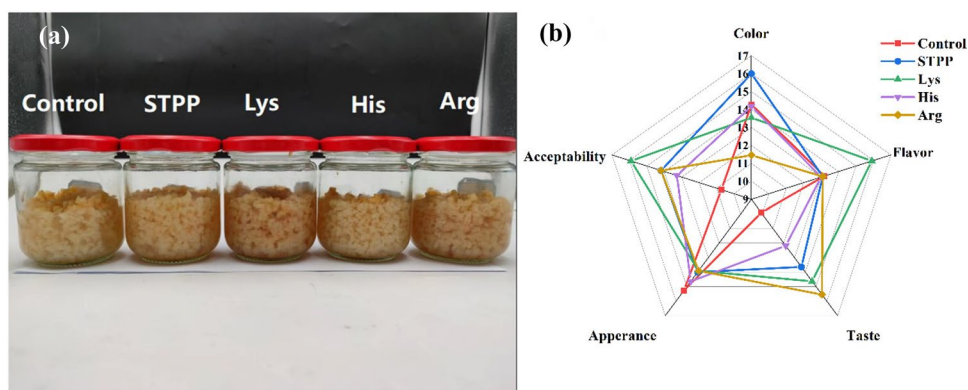 (a)
Control STPP Lys His Arg
(b)
Color
17
16
15
14
13
12
11
10
9
Flavor
Taste
Apperance
Acceptability
Control
STPP
Lys
His
Arg